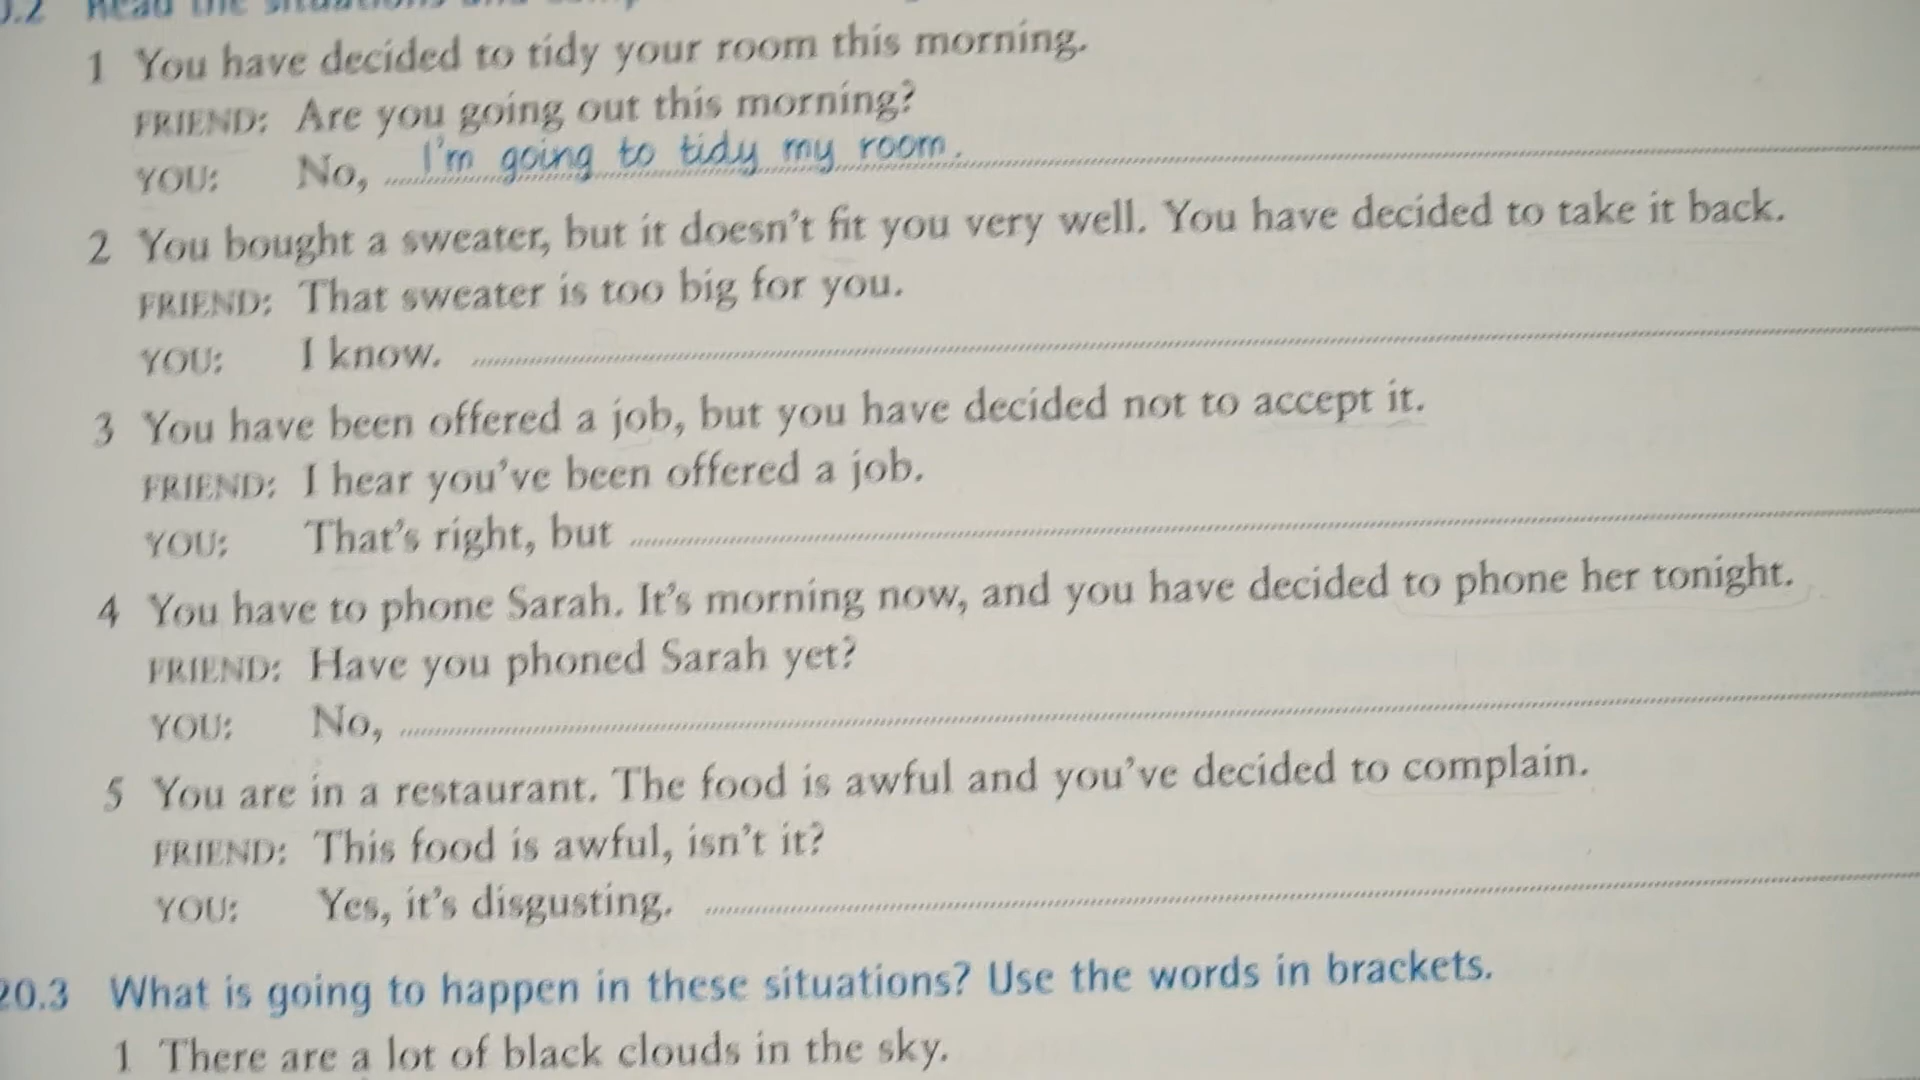 Read the situations and
1 You have decided to tidy your room this morning.
FRIEND: Are you going out this morning?
YOU: No, I'm going to tidy my room.
2 You bought a sweater, but it doesn't fit you very well. You have decided to take it back.
FRIEND: That sweater is too big for you.
YOU: I know.
3 You have been offered a job, but you have decided not to accept it.
FRIEND: I hear you've been offered a job.
YOU: That's right, but
4 You have to phone Sarah. It's morning now, and you have decided to phone her tonight.
FRIEND: Have you phoned Sarah yet?
YOU: No,
5 You are in a restaurant. The food is awful and you've decided to complain.
FRIEND: This food is awful, isn't it?
YOU: Yes, it's disgusting.
20.3 What is going to happen in these situations? Use the words in brackets.
1 There are a lot of black clouds in the sky.